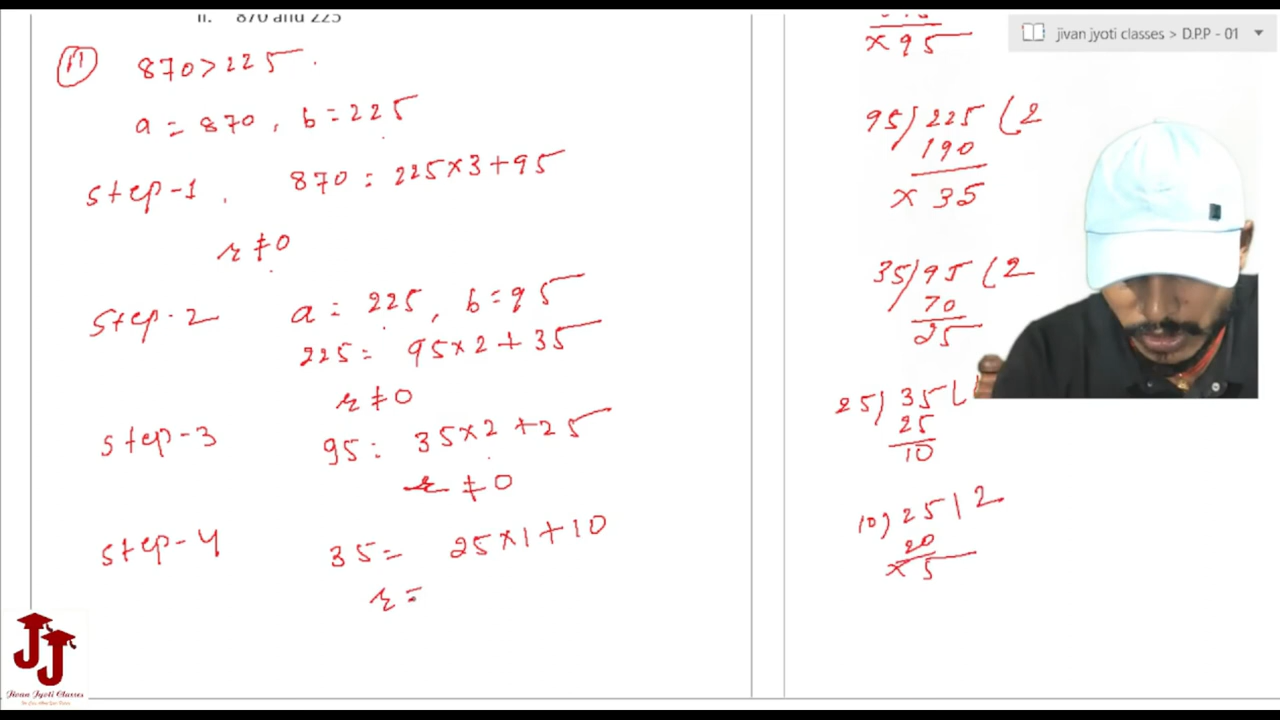 ii. 870 and 225
(ii) 870 > 225.
a = 870, b = 225
Step-1, 870 = 225 × 3 + 95
r ≠ 0
Step-2 a = 225, b = 95
225 = 95 × 2 + 35
r ≠ 0
Step-3 95 = 35 × 2 + 25
r ≠ 0
Step-4 35 = 25 × 1 + 10
r =
× 95
95 ) 225 ( 2
190
× 35
35 ) 95 ( 2
70
25
25 ) 35 (
25
10
10 ) 25 | 2
20
× 5
jivan jyoti classes > D.P.P - 01
JJ
Jivan Jyoti Classes